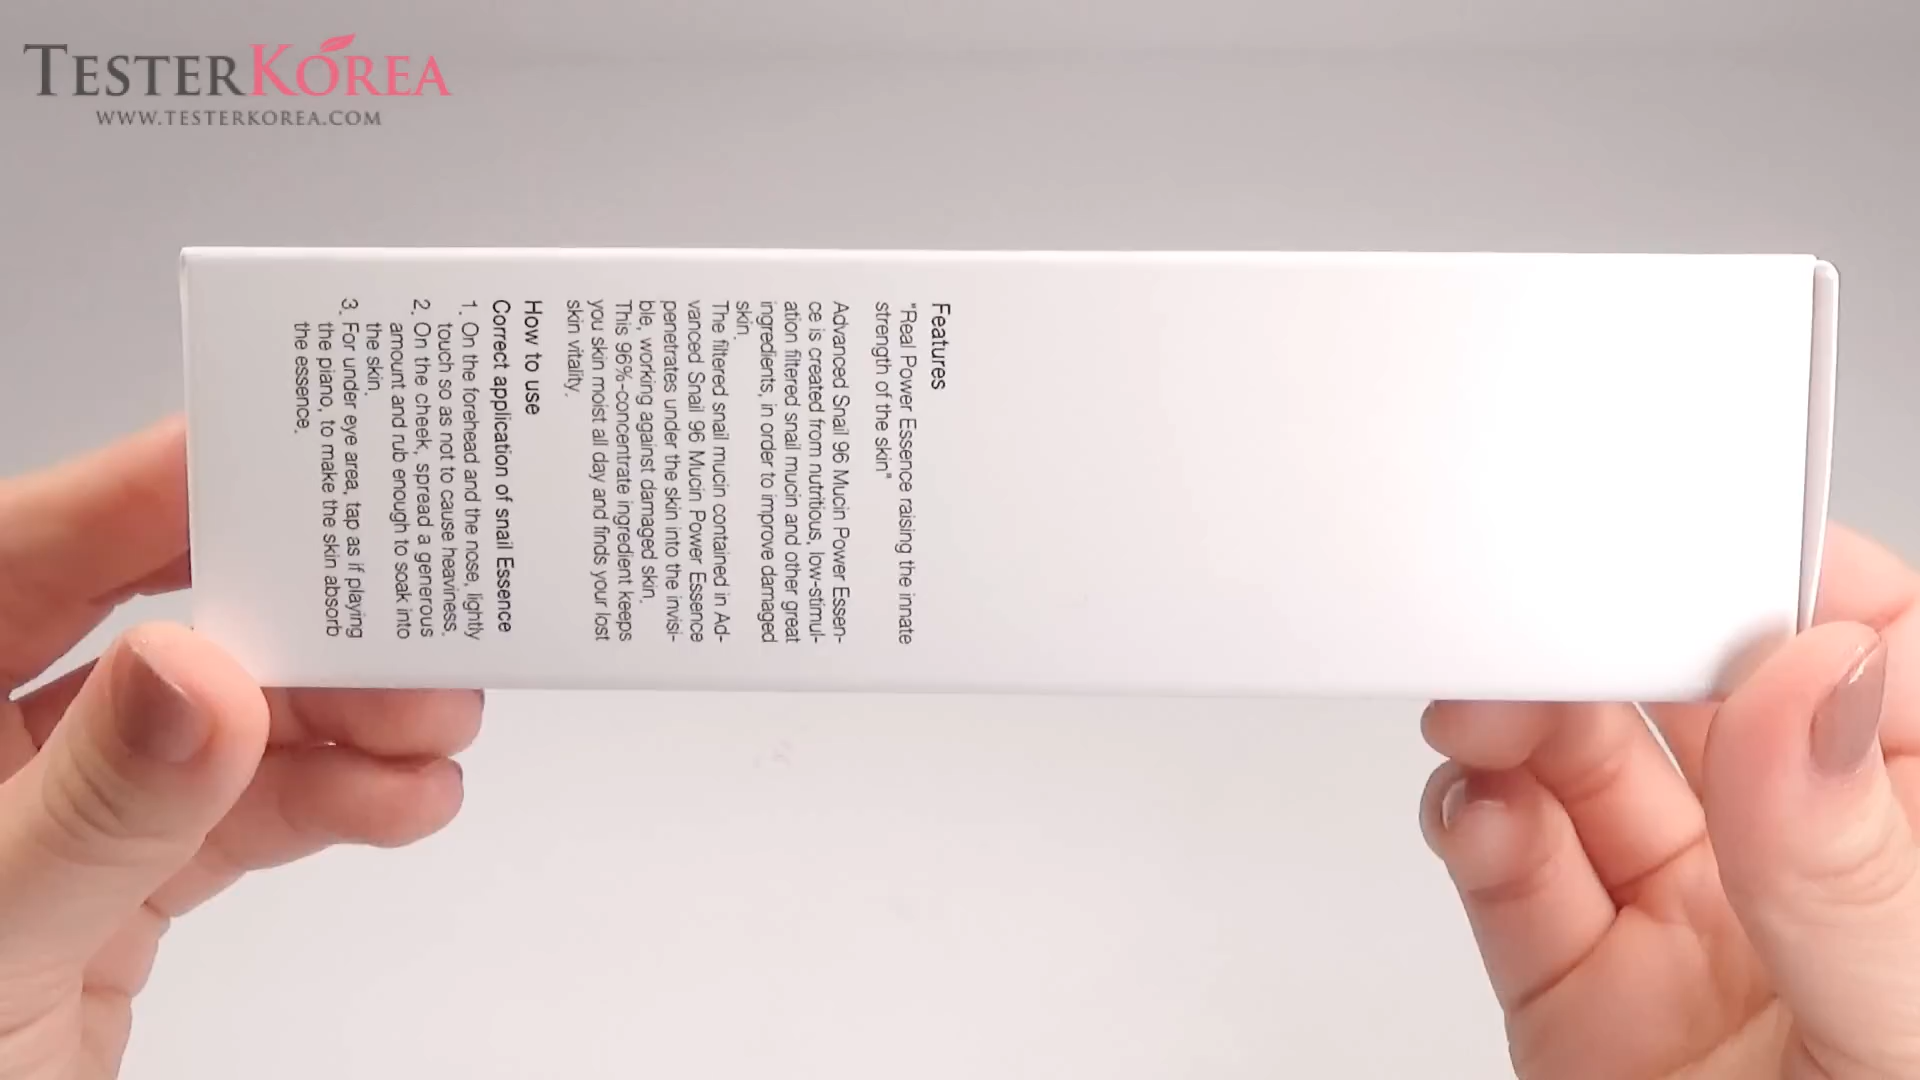 TESTERKOREA
WWW.TESTERKOREA.COM
Features
"Real Power Essence raising the innate
strength of the skin"
Advanced Snail 96 Mucin Power Essen-
ce is created from nutritious, low-stimul-
ation filtered snail mucin and other great
ingredients, in order to improve damaged
skin.
The filtered snail mucin contained in Ad-
vanced Snail 96 Mucin Power Essence
penetrates under the skin into the invisi-
ble, working against damaged skin.
This 96%-concentrate ingredient keeps
you skin moist all day and finds your lost
skin vitality.
How to use
Correct application of snail Essence
1. On the forehead and the nose, lightly
touch so as not to cause heaviness.
2. On the cheek, spread a generous
amount and rub enough to soak into
the skin.
3. For under eye area, tap as if playing
the piano, to make the skin absorb
the essence.